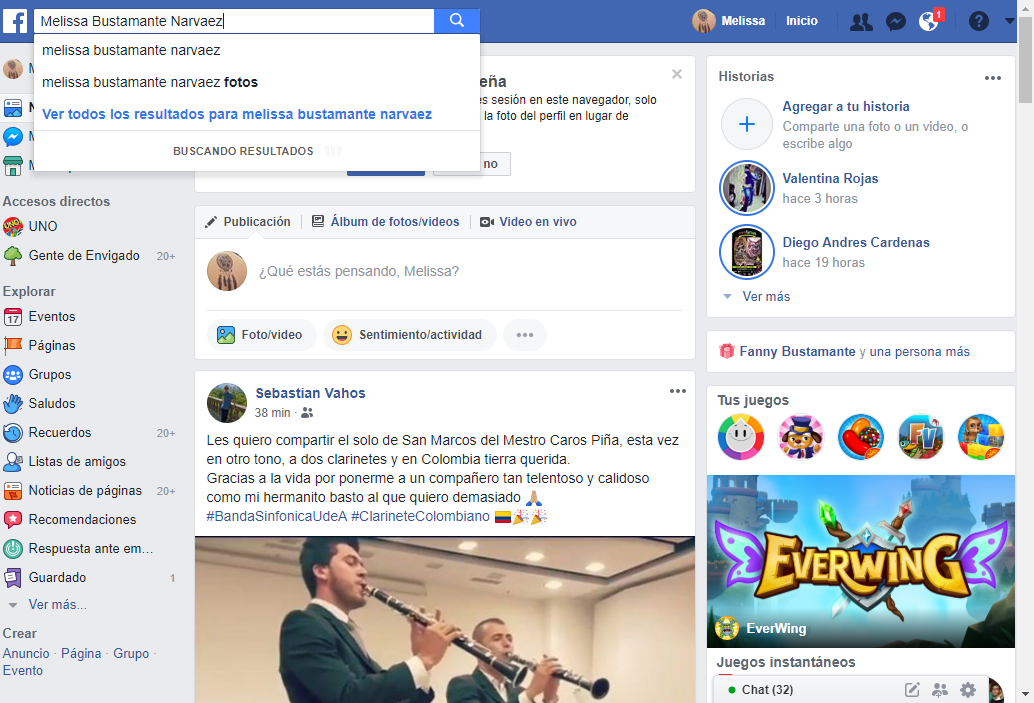 Melissa Bustamante Narvaez
melissa bustamante narvaez
melissa bustamante narvaez fotos
Ver todos los resultados para melissa bustamante narvaez
BUSCANDO RESULTADOS
Melissa
Inicio
1
Accesos directos
UNO
Gente de Envigado 20+
Explorar
17
Eventos
Páginas
Grupos
Saludos
Recuerdos 20+
Listas de amigos
Noticias de páginas 20+
Recomendaciones
Respuesta ante em...
Guardado 1
Ver más...
Crear
Anuncio · Página · Grupo ·
Evento
eña
es sesión en este navegador, solo
la foto del perfil en lugar de
no
Publicación
Álbum de fotos/videos
Video en vivo
¿Qué estás pensando, Melissa?
Foto/video
Sentimiento/actividad
Sebastian Vahos
38 min ·
Les quiero compartir el solo de San Marcos del Mestro Caros Piña, esta vez
en otro tono, a dos clarinetes y en Colombia tierra querida.
Gracias a la vida por ponerme a un compañero tan talentoso y calidoso
como mi hermanito basto al que quiero demasiado 🙏🏼
#BandaSinfonicaUdeA #ClarineteColombiano 🇨🇴🎉🎉
Historias
Agregar a tu historia
Comparte una foto o un video, o
escribe algo
Valentina Rojas
hace 3 horas
Diego Andres Cardenas
hace 19 horas
Ver más
Fanny Bustamante y una persona más
Tus juegos
FV
EVERWING
EverWing
Juegos instantáneos
Chat (32)